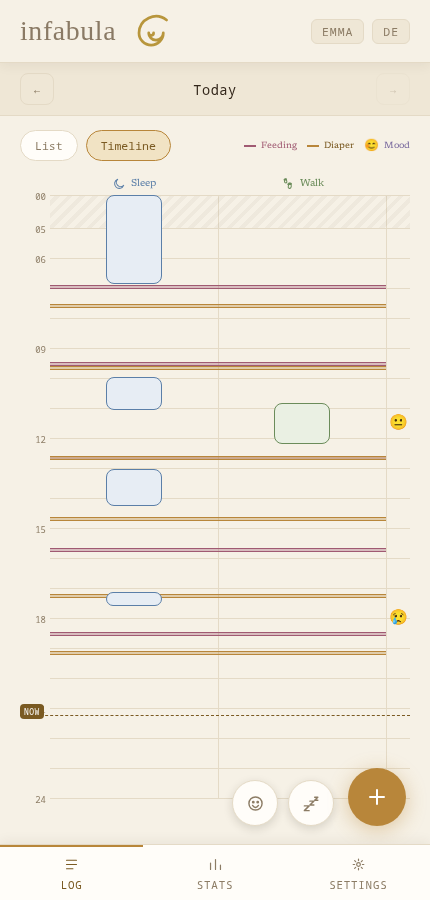 infabula
EMMA
DE
←
Today
→
List
Timeline
Feeding
Diaper
Mood
Sleep
Walk
00
05
06
09
12
15
18
NOW
24
LOG
STATS
SETTINGS